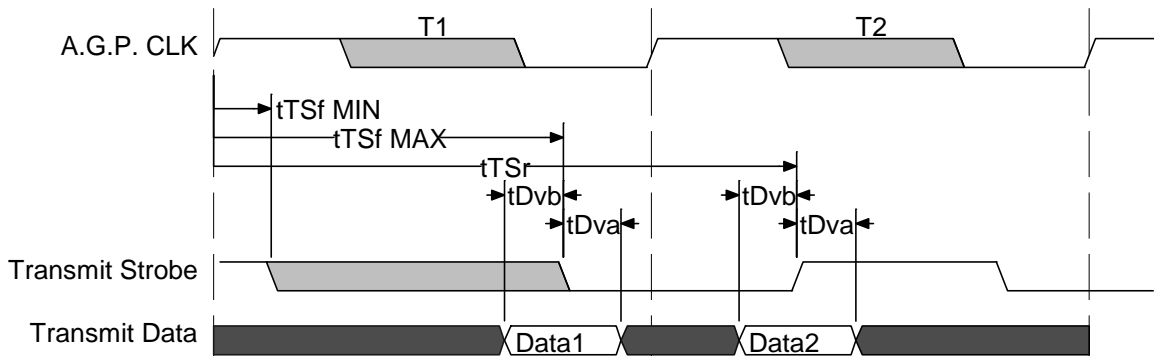 T1
T2
A.G.P. CLK
tTSf MIN
tTSf MAX
tTSr
tDvb
tDvb
tDva
tDva
Transmit Strobe
Transmit Data
Data1
Data2